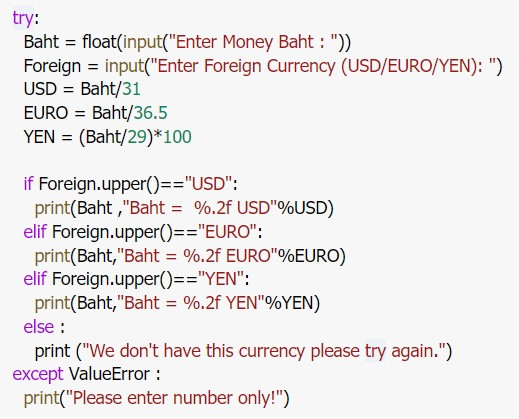 try:
  Baht = float(input("Enter Money Baht : "))
  Foreign = input("Enter Foreign Currency (USD/EURO/YEN): ")
  USD = Baht/31
  EURO = Baht/36.5
  YEN = (Baht/29)*100

  if Foreign.upper()=="USD":
    print(Baht ,"Baht =  %.2f USD"%USD)
  elif Foreign.upper()=="EURO":
    print(Baht,"Baht = %.2f EURO"%EURO)
  elif Foreign.upper()=="YEN":
    print(Baht,"Baht = %.2f YEN"%YEN)
  else :
    print ("We don't have this currency please try again.")
except ValueError :
  print("Please enter number only!")